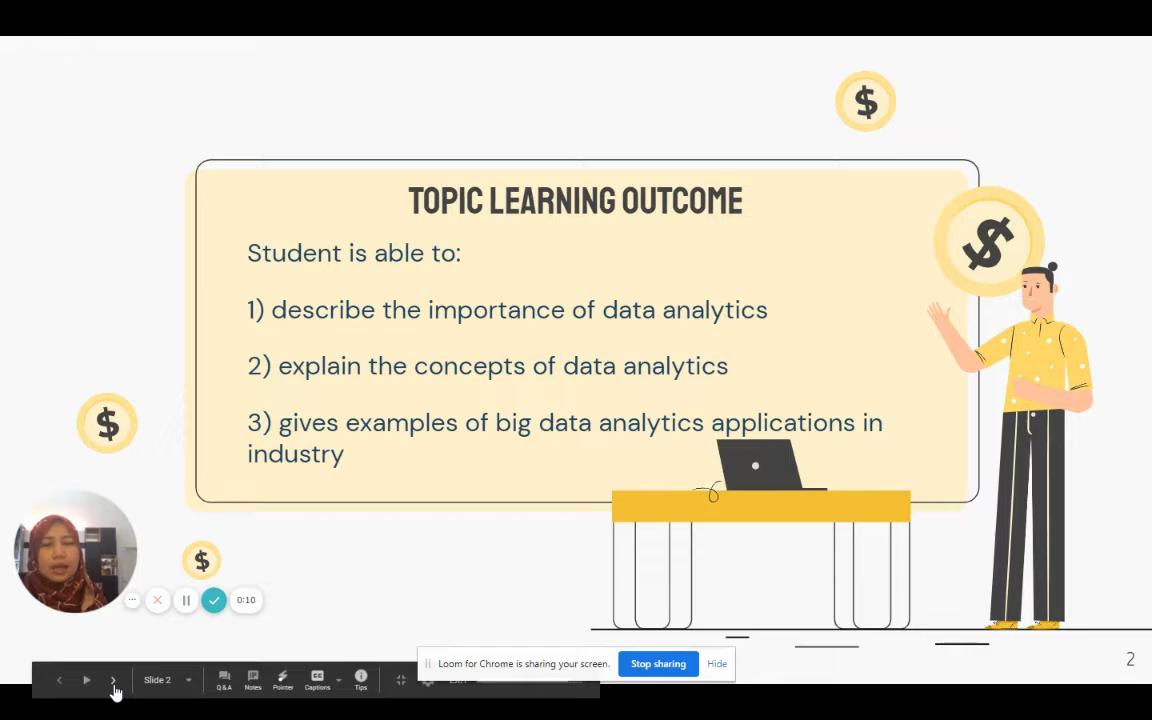 $
TOPIC LEARNING OUTCOME
$
Student is able to:
1) describe the importance of data analytics
2) explain the concepts of data analytics
3) gives examples of big data analytics applications in
industry
$
$
0:10
Loom for Chrome is sharing your screen. Stop sharing Hide
2
Slide 2 Q & A Notes Pointer Captions Tips